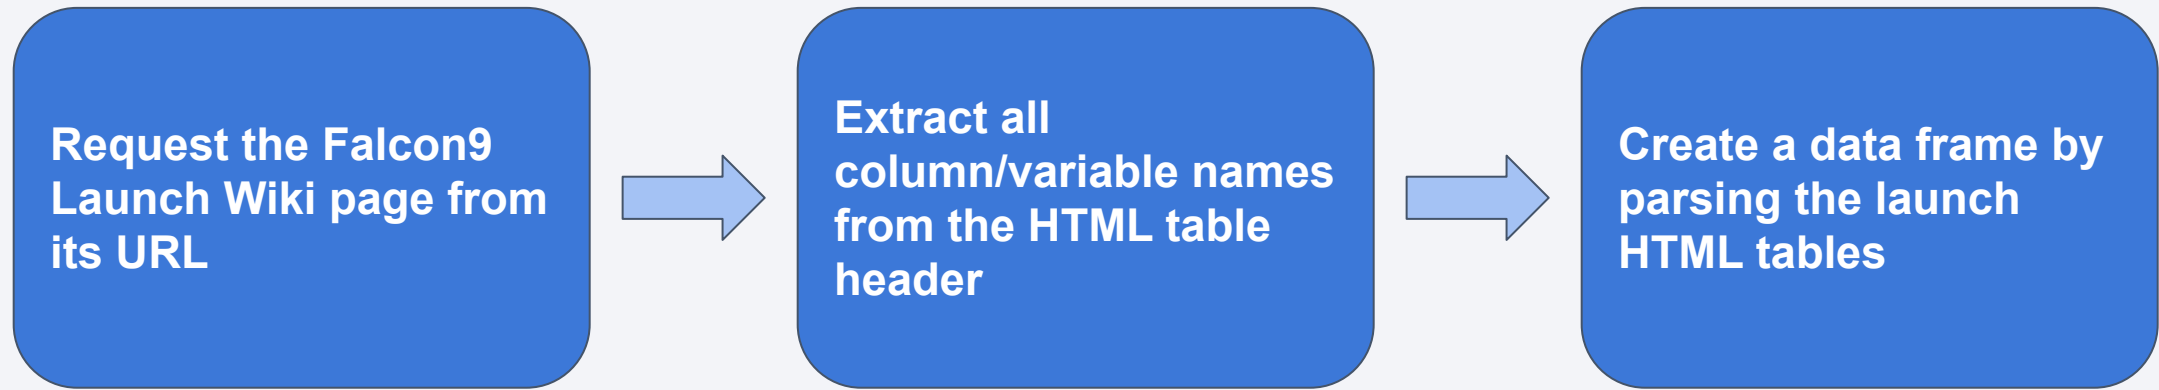 Request the Falcon9
Launch Wiki page from
its URL
Extract all
column/variable names
from the HTML table
header
Create a data frame by
parsing the launch
HTML tables